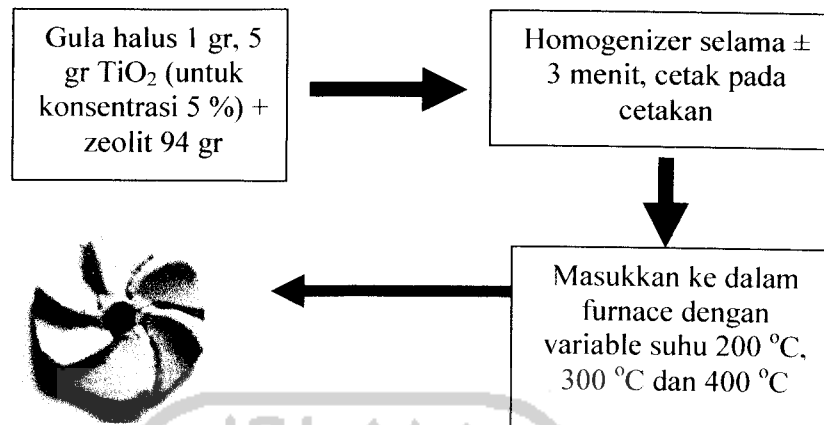 Gula halus 1 gr, 5
gr TiO₂ (untuk
konsentrasi 5 %) +
zeolit 94 gr
Homogenizer selama ±
3 menit, cetak pada
cetakan
Masukkan ke dalam
furnace dengan
variable suhu 200 °C,
300 °C dan 400 °C